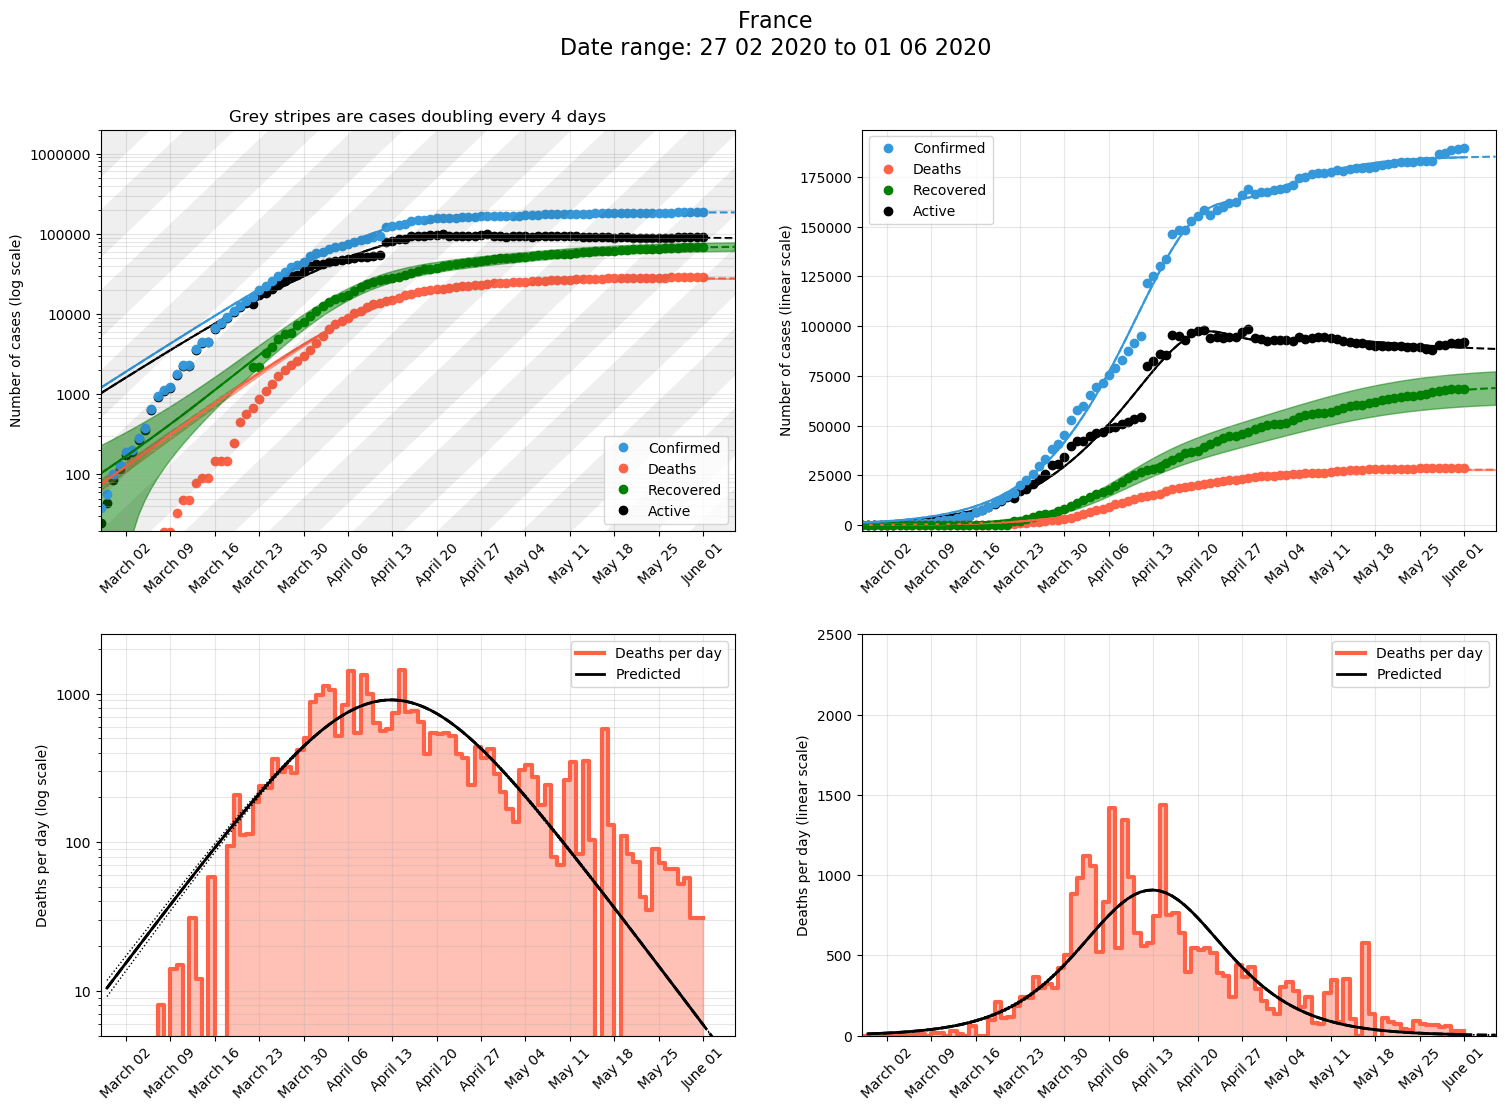 France
Date range: 27 02 2020 to 01 06 2020
Grey stripes are cases doubling every 4 days
Number of cases (log scale)
1000000
100000
10000
1000
100
Confirmed
Deaths
Recovered
Active
March 02
March 09
March 16
March 23
March 30
April 06
April 13
April 20
April 27
May 04
May 11
May 18
May 25
June 01
Number of cases (linear scale)
175000
150000
125000
100000
75000
50000
25000
0
Confirmed
Deaths
Recovered
Active
March 02
March 09
March 16
March 23
March 30
April 06
April 13
April 20
April 27
May 04
May 11
May 18
May 25
June 01
Deaths per day (log scale)
1000
100
10
Deaths per day
Predicted
March 02
March 09
March 16
March 23
March 30
April 06
April 13
April 20
April 27
May 04
May 11
May 18
May 25
June 01
Deaths per day (linear scale)
2500
2000
1500
1000
500
0
Deaths per day
Predicted
March 02
March 09
March 16
March 23
March 30
April 06
April 13
April 20
April 27
May 04
May 11
May 18
May 25
June 01